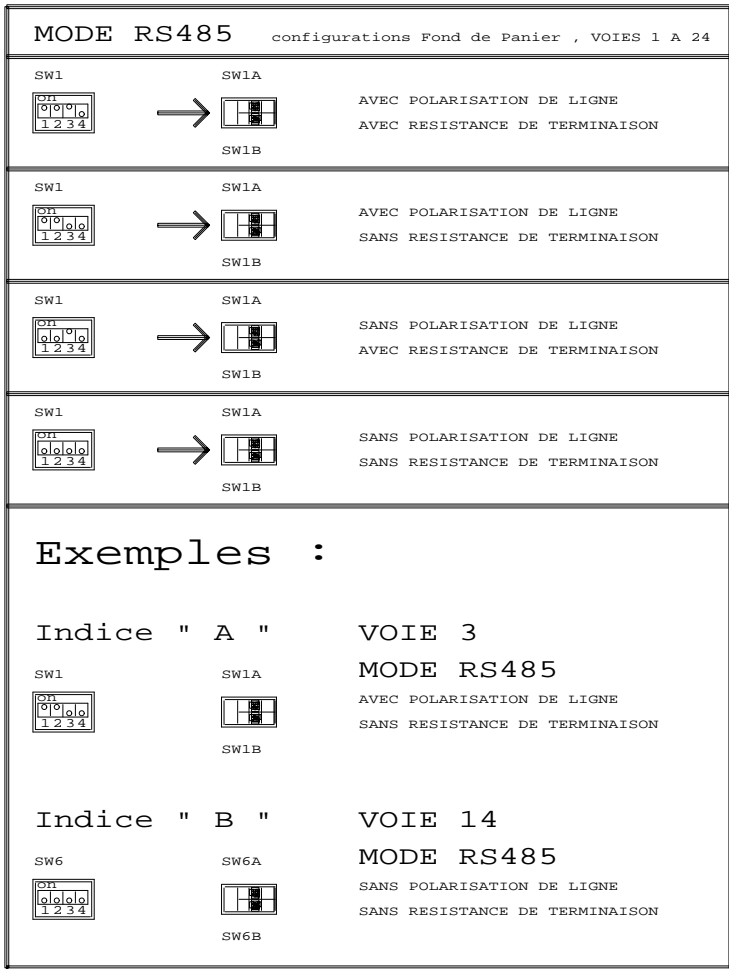 MODE RS485 configurations Fond de Panier , VOIES 1 A 24
SW1 SW1A
on
1234
AVEC POLARISATION DE LIGNE
AVEC RESISTANCE DE TERMINAISON
SW1B
SW1 SW1A
on
1234
AVEC POLARISATION DE LIGNE
SANS RESISTANCE DE TERMINAISON
SW1B
SW1 SW1A
on
1234
SANS POLARISATION DE LIGNE
AVEC RESISTANCE DE TERMINAISON
SW1B
SW1 SW1A
on
1234
SANS POLARISATION DE LIGNE
SANS RESISTANCE DE TERMINAISON
SW1B
Exemples :
Indice " A " VOIE 3
SW1 SW1A MODE RS485
on
1234
AVEC POLARISATION DE LIGNE
SANS RESISTANCE DE TERMINAISON
SW1B
Indice " B " VOIE 14
SW6 SW6A MODE RS485
on
1234
SANS POLARISATION DE LIGNE
SANS RESISTANCE DE TERMINAISON
SW6B